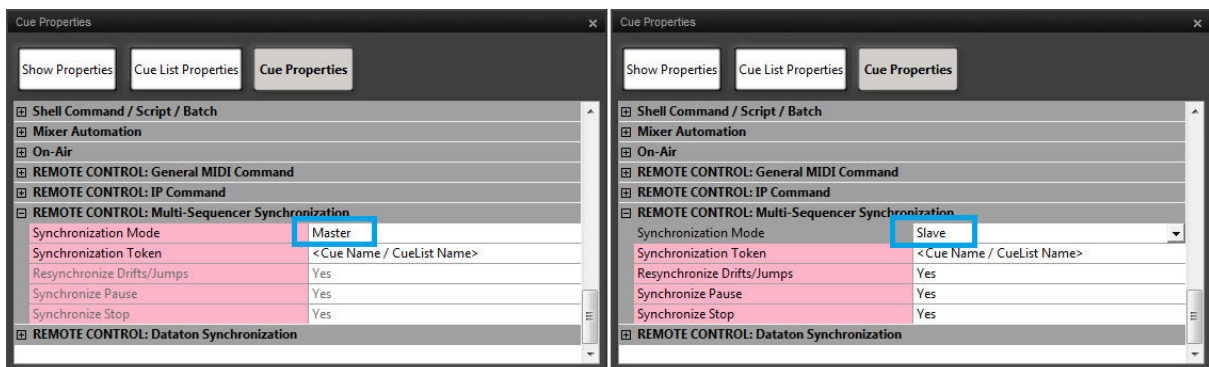 Cue Properties x
Show Properties Cue List Properties Cue Properties
Shell Command / Script / Batch
Mixer Automation
On-Air
REMOTE CONTROL: General MIDI Command
REMOTE CONTROL: IP Command
REMOTE CONTROL: Multi-Sequencer Synchronization
Synchronization Mode Master
Synchronization Token <Cue Name / CueList Name>
Resynchronize Drifts/Jumps Yes
Synchronize Pause Yes
Synchronize Stop Yes
REMOTE CONTROL: Dataton Synchronization
Cue Properties x
Show Properties Cue List Properties Cue Properties
Shell Command / Script / Batch
Mixer Automation
On-Air
REMOTE CONTROL: General MIDI Command
REMOTE CONTROL: IP Command
REMOTE CONTROL: Multi-Sequencer Synchronization
Synchronization Mode Slave
Synchronization Token <Cue Name / CueList Name>
Resynchronize Drifts/Jumps Yes
Synchronize Pause Yes
Synchronize Stop Yes
REMOTE CONTROL: Dataton Synchronization